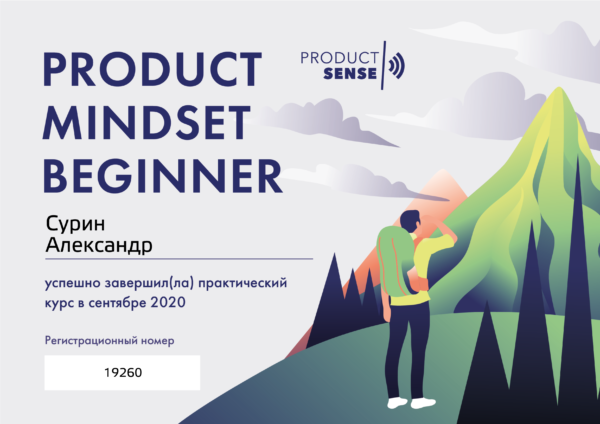 PRODUCT
MINDSET
BEGINNER
PRODUCT
SENSE
Сурин
Александр
успешно завершил(ла) практический
курс в сентябре 2020
Регистрационный номер
19260